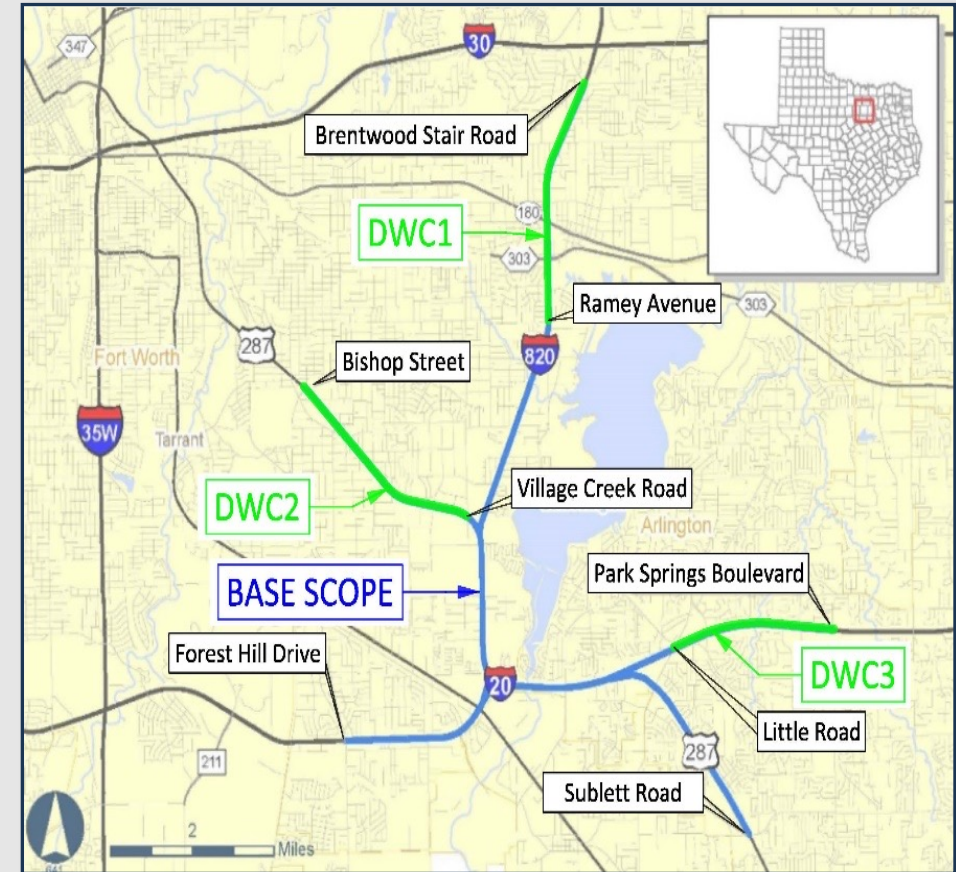 347
30
Brentwood Stair Road
180
DWC1
303
Ramey Avenue
303
287
Bishop Street
820
Fort Worth
35W
Tarrant
Village Creek Road
DWC2
Arlington
BASE SCOPE
Park Springs Boulevard
Forest Hill Drive
20
DWC3
Little Road
287
211
Sublett Road
2
Miles